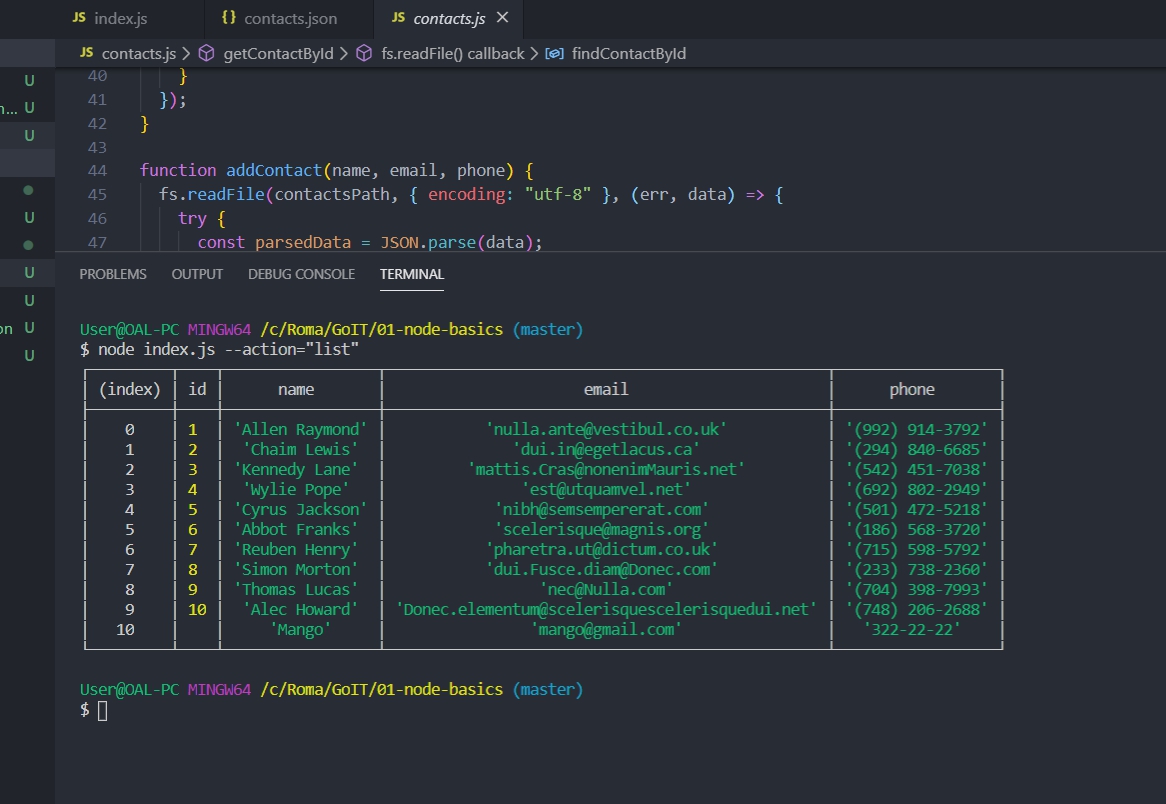 JS index.js {} contacts.json JS contacts.js ×
JS contacts.js > getContactById > fs.readFile() callback > findContactById
U
n... U
U
U
U
U
on U
U
40 }
41 });
42 }
43
44 function addContact(name, email, phone) {
45 fs.readFile(contactsPath, { encoding: "utf-8" }, (err, data) => {
46 try {
47 const parsedData = JSON.parse(data);
PROBLEMS OUTPUT DEBUG CONSOLE TERMINAL
User@OAL-PC MINGW64 /c/Roma/GoIT/01-node-basics (master)
$ node index.js --action="list"
(index) id name email phone
0 1 'Allen Raymond' 'nulla.ante@vestibul.co.uk' '(992) 914-3792'
1 2 'Chaim Lewis' 'dui.in@egetlacus.ca' '(294) 840-6685'
2 3 'Kennedy Lane' 'mattis.Cras@nonenimMauris.net' '(542) 451-7038'
3 4 'Wylie Pope' 'est@utquamvel.net' '(692) 802-2949'
4 5 'Cyrus Jackson' 'nibh@semsempererat.com' '(501) 472-5218'
5 6 'Abbot Franks' 'scelerisque@magnis.org' '(186) 568-3720'
6 7 'Reuben Henry' 'pharetra.ut@dictum.co.uk' '(715) 598-5792'
7 8 'Simon Morton' 'dui.Fusce.diam@Donec.com' '(233) 738-2360'
8 9 'Thomas Lucas' 'nec@Nulla.com' '(704) 398-7993'
9 10 'Alec Howard' 'Donec.elementum@scelerisquescelerisquedui.net' '(748) 206-2688'
10 'Mango' 'mango@gmail.com' '322-22-22'
User@OAL-PC MINGW64 /c/Roma/GoIT/01-node-basics (master)
$